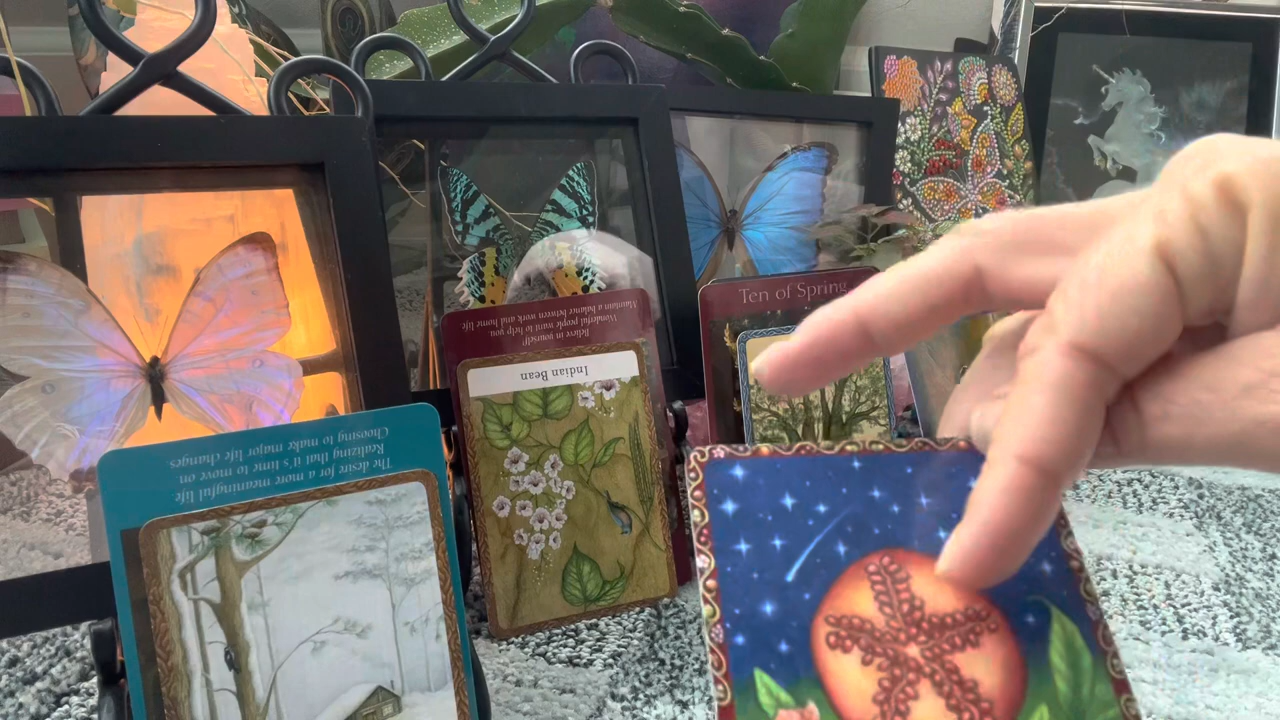 Maintain a balance between work and home life.
Wonderful people want to help you.
Believe in yourself!
Indian Bean
Ten of Spring
Choosing to make major life changes.
Realizing that it's time to move on.
The desire for a more meaningful life.